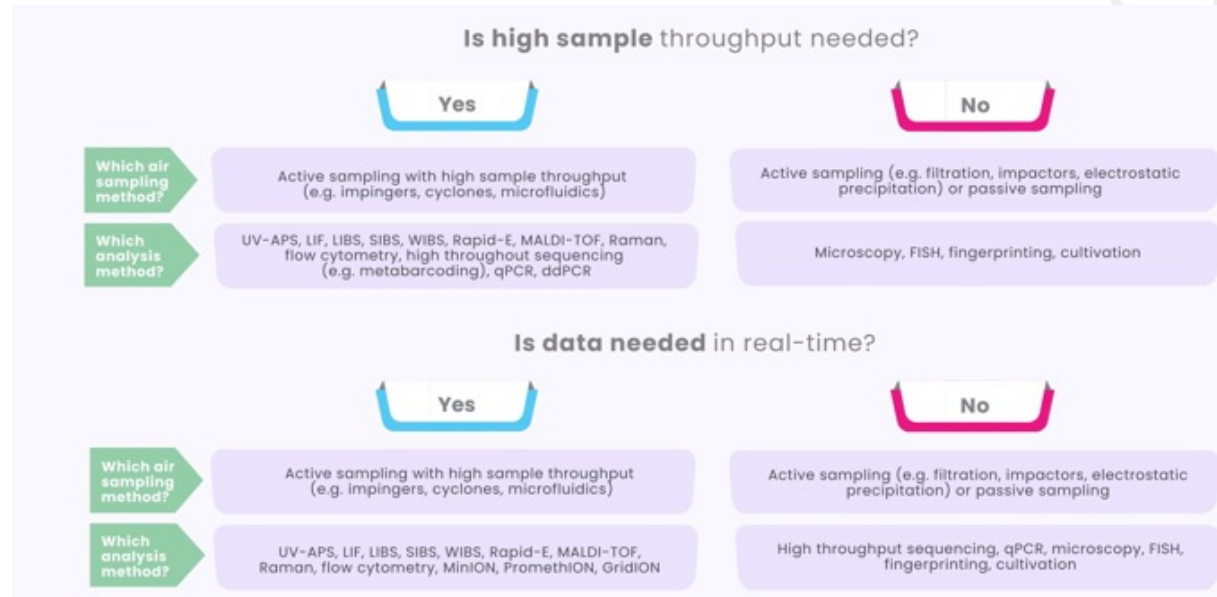 Is high sample throughput needed?
Yes
No
Which air
sampling
method?
Active sampling with high sample throughput
(e.g. impingers, cyclones, microfluidics)
Active sampling (e.g. filtration, impactors, electrostatic
precipitation) or passive sampling
Which
analysis
method?
UV-APS, LIF, LIBS, SIBS, WIBS, Rapid-E, MALDI-TOF, Raman,
flow cytometry, high throughout sequencing
(e.g. metabarcoding), qPCR, ddPCR
Microscopy, FISH, fingerprinting, cultivation
Is data needed in real-time?
Yes
No
Which air
sampling
method?
Active sampling with high sample throughput
(e.g. impingers, cyclones, microfluidics)
Active sampling (e.g. filtration, impactors, electrostatic
precipitation) or passive sampling
Which
analysis
method?
UV-APS, LIF, LIBS, SIBS, WIBS, Rapid-E, MALDI-TOF,
Raman, flow cytometry, MinION, PromethION, GridION
High throughput sequencing, qPCR, microscopy, FISH,
fingerprinting, cultivation